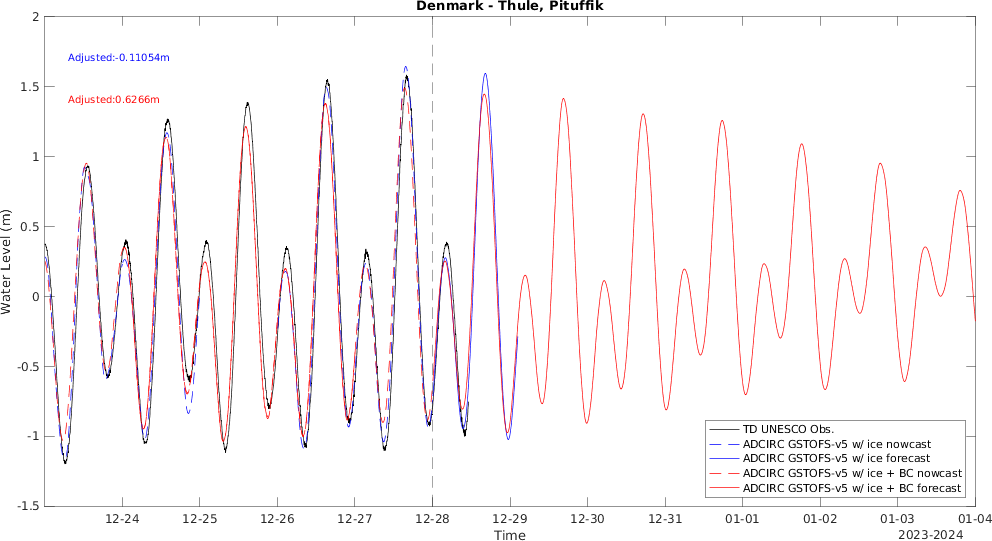 Denmark - Thule, Pituffik
Adjusted:-0.11054m
Adjusted:0.6266m
Water Level (m)
2
1.5
1
0.5
0
-0.5
-1
-1.5
12-24 12-25 12-26 12-27 12-28 12-29 12-30 12-31 01-01 01-02 01-03 01-04
Time
2023-2024
TD UNESCO Obs.
ADCIRC GSTOFS-v5 w/ ice nowcast
ADCIRC GSTOFS-v5 w/ ice forecast
ADCIRC GSTOFS-v5 w/ ice + BC nowcast
ADCIRC GSTOFS-v5 w/ ice + BC forecast